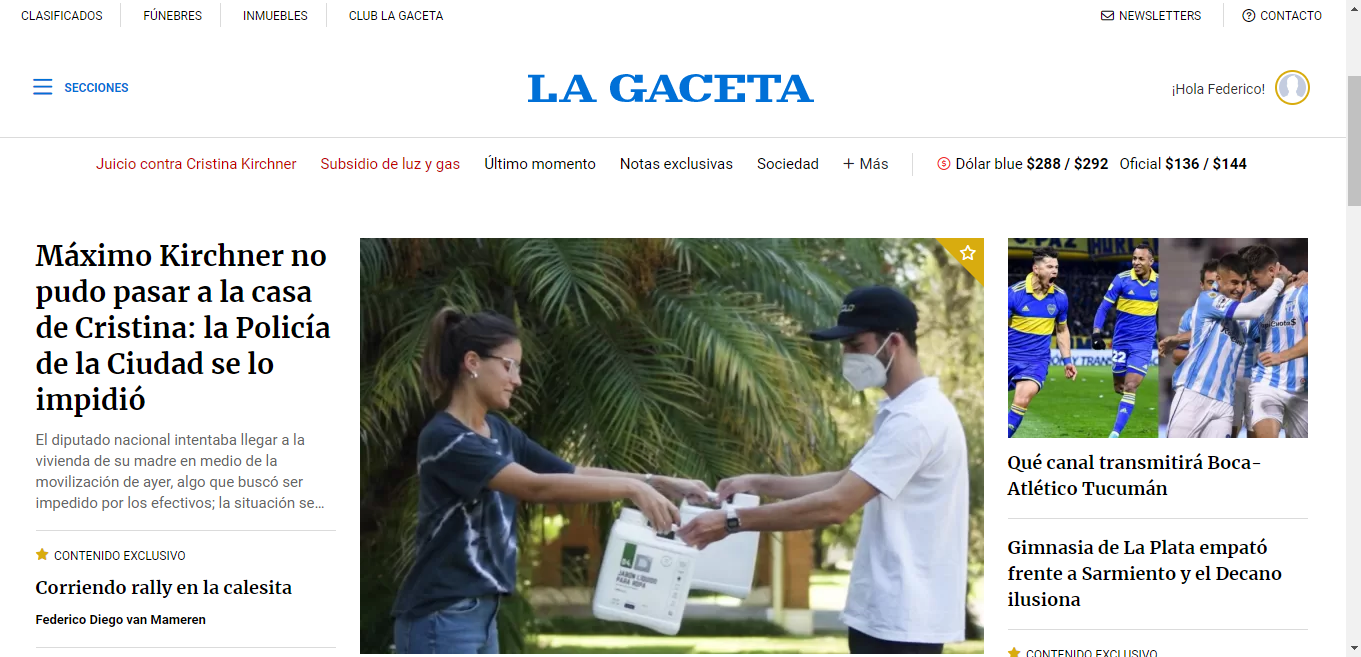 CLASIFICADOS FÚNEBRES INMUEBLES CLUB LA GACETA NEWSLETTERS CONTACTO
SECCIONES LA GACETA ¡Hola Federico!
Juicio contra Cristina Kirchner Subsidio de luz y gas Último momento Notas exclusivas Sociedad + Más Dólar blue $288 / $292 Oficial $136 / $144
Máximo Kirchner no
pudo pasar a la casa
de Cristina: la Policía
de la Ciudad se lo
impidió
El diputado nacional intentaba llegar a la
vivienda de su madre en medio de la
movilización de ayer, algo que buscó ser
impedido por los efectivos; la situación se…
CONTENIDO EXCLUSIVO
Corriendo rally en la calesita
Federico Diego van Mameren
JABÓN LÍQUIDO
PARA ROPA
22
Qué canal transmitirá Boca-
Atlético Tucumán
Gimnasia de La Plata empató
frente a Sarmiento y el Decano
ilusiona
CONTENIDO EXCLUSIVO